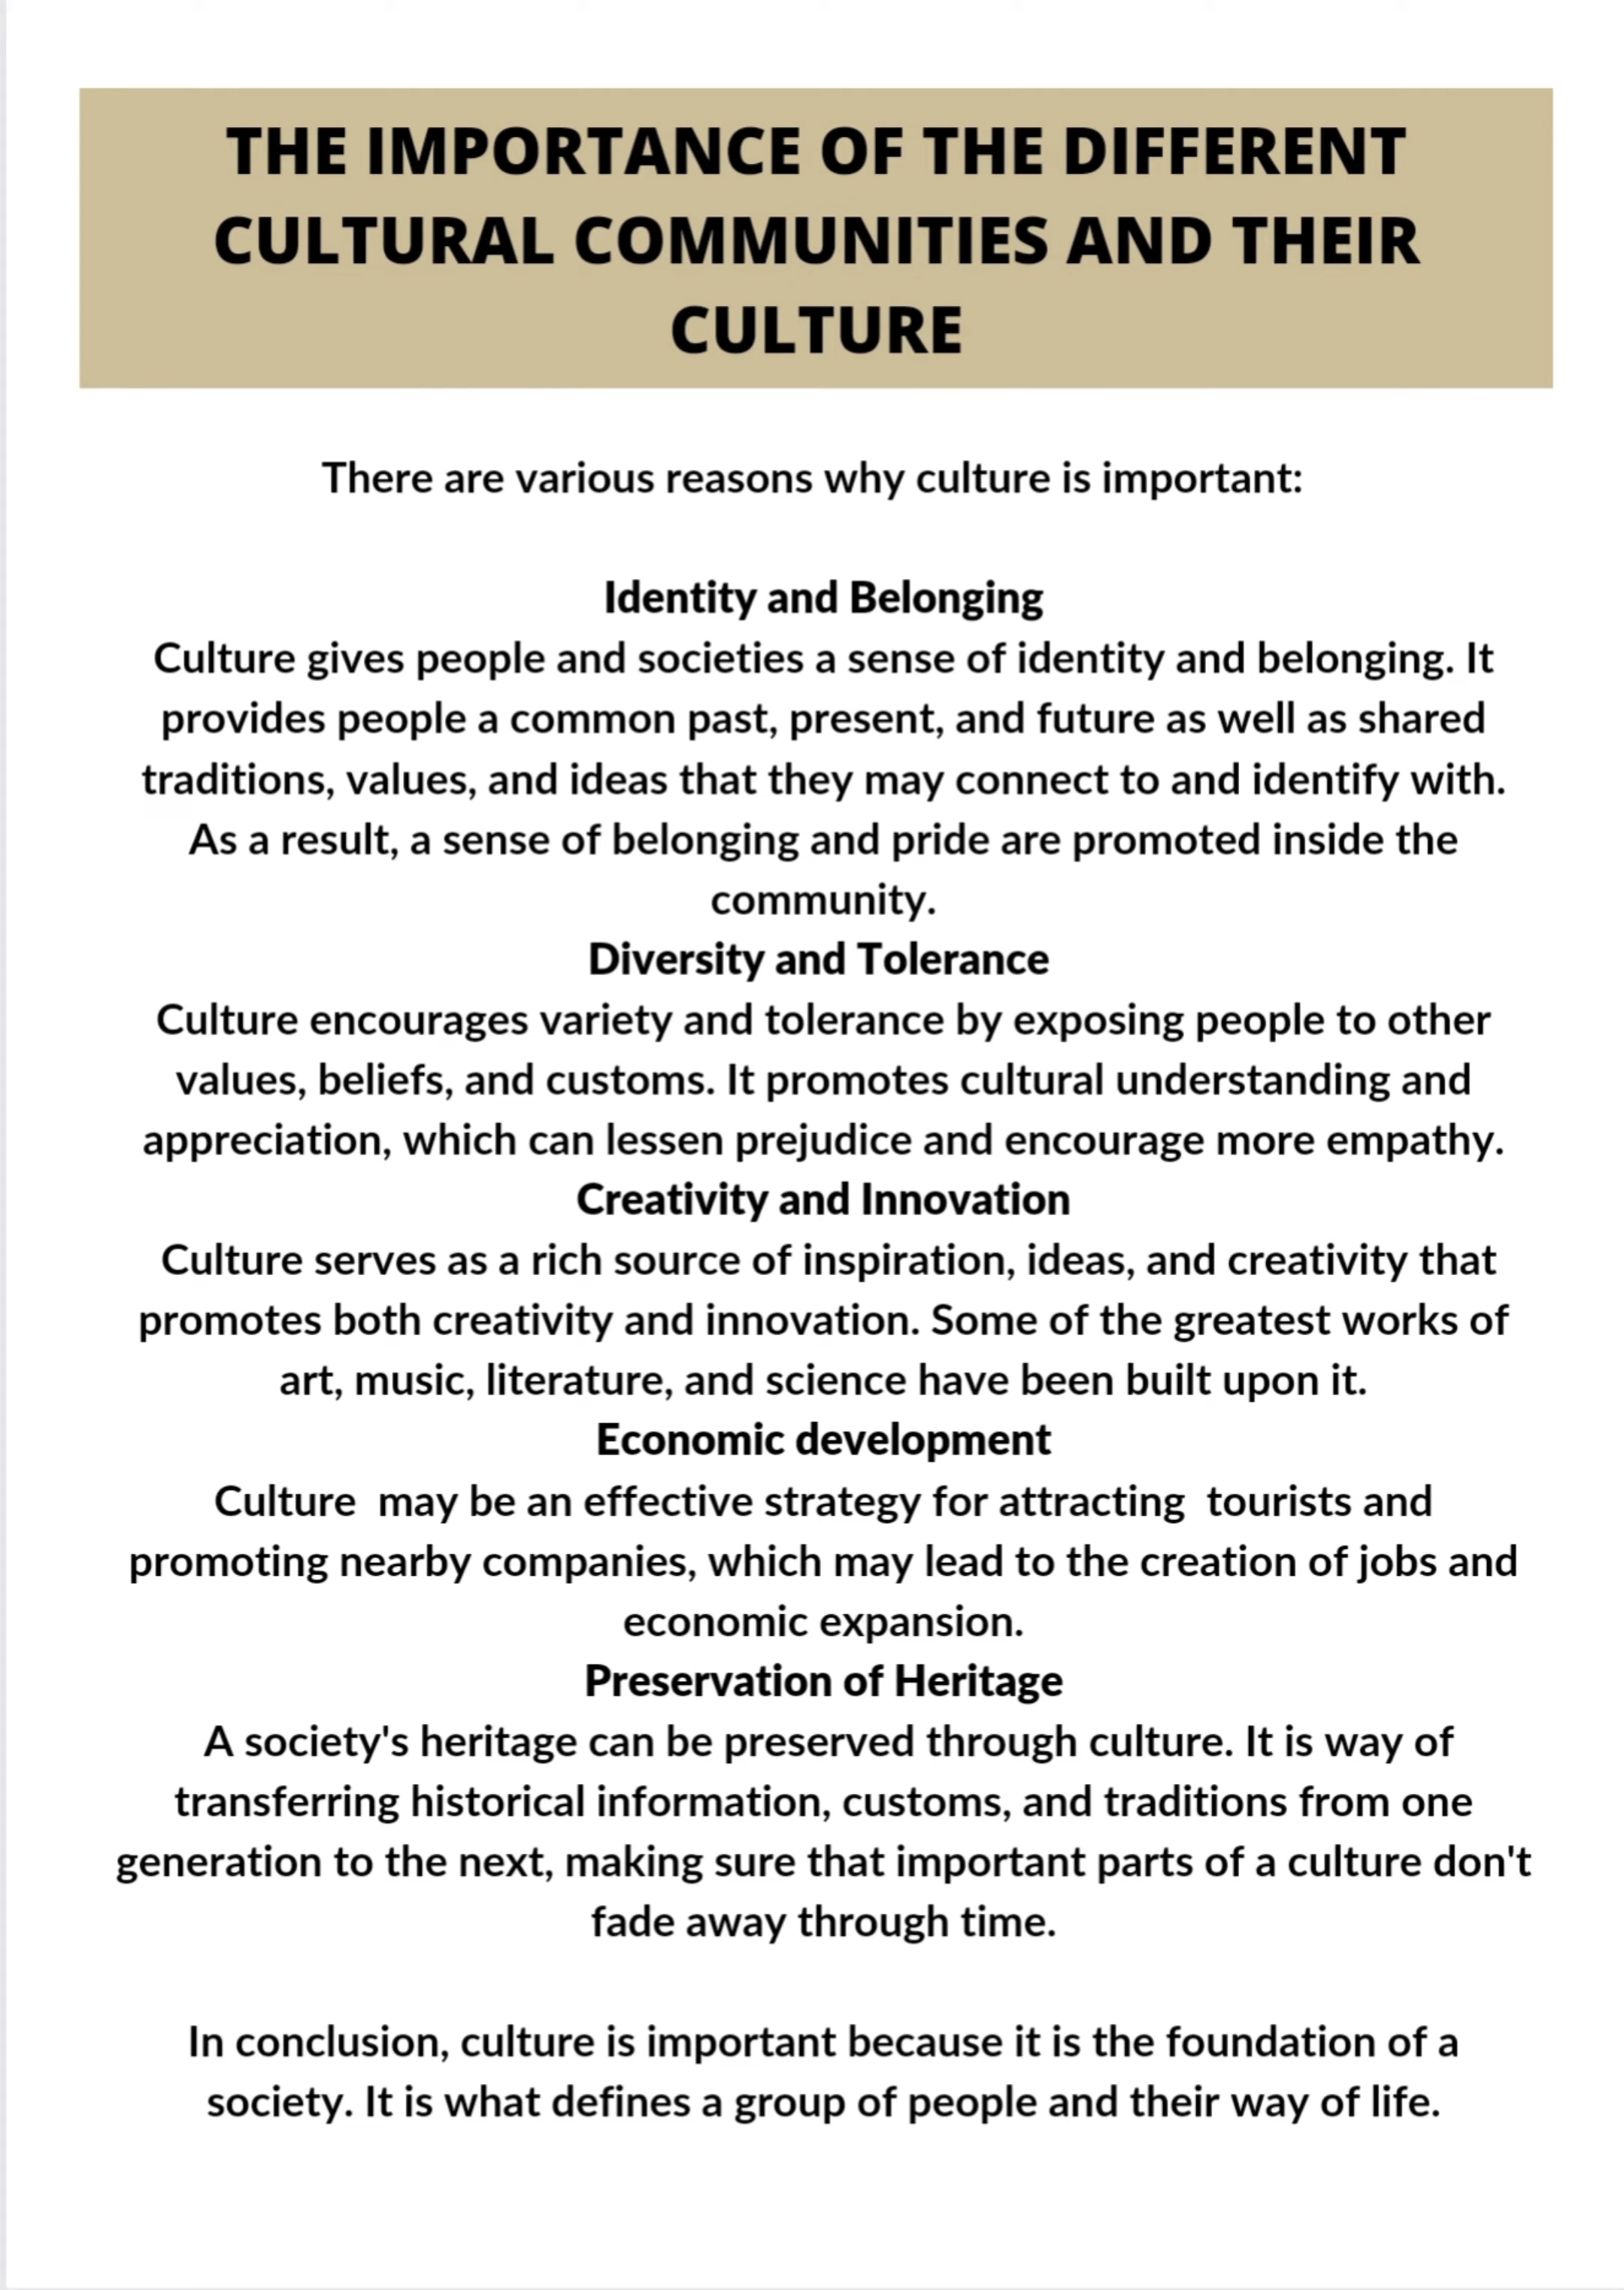 THE IMPORTANCE OF THE DIFFERENT
CULTURAL COMMUNITIES AND THEIR
CULTURE
There are various reasons why culture is important:
Identity and Belonging
Culture gives people and societies a sense of identity and belonging. It
provides people a common past, present, and future as well as shared
traditions, values, and ideas that they may connect to and identify with.
As a result, a sense of belonging and pride are promoted inside the
community.
Diversity and Tolerance
Culture encourages variety and tolerance by exposing people to other
values, beliefs, and customs. It promotes cultural understanding and
appreciation, which can lessen prejudice and encourage more empathy.
Creativity and Innovation
Culture serves as a rich source of inspiration, ideas, and creativity that
promotes both creativity and innovation. Some of the greatest works of
art, music, literature, and science have been built upon it.
Economic development
Culture  may be an effective strategy for attracting  tourists and
promoting nearby companies, which may lead to the creation of jobs and
economic expansion.
Preservation of Heritage
A society's heritage can be preserved through culture. It is way of
transferring historical information, customs, and traditions from one
generation to the next, making sure that important parts of a culture don't
fade away through time.
In conclusion, culture is important because it is the foundation of a
society. It is what defines a group of people and their way of life.